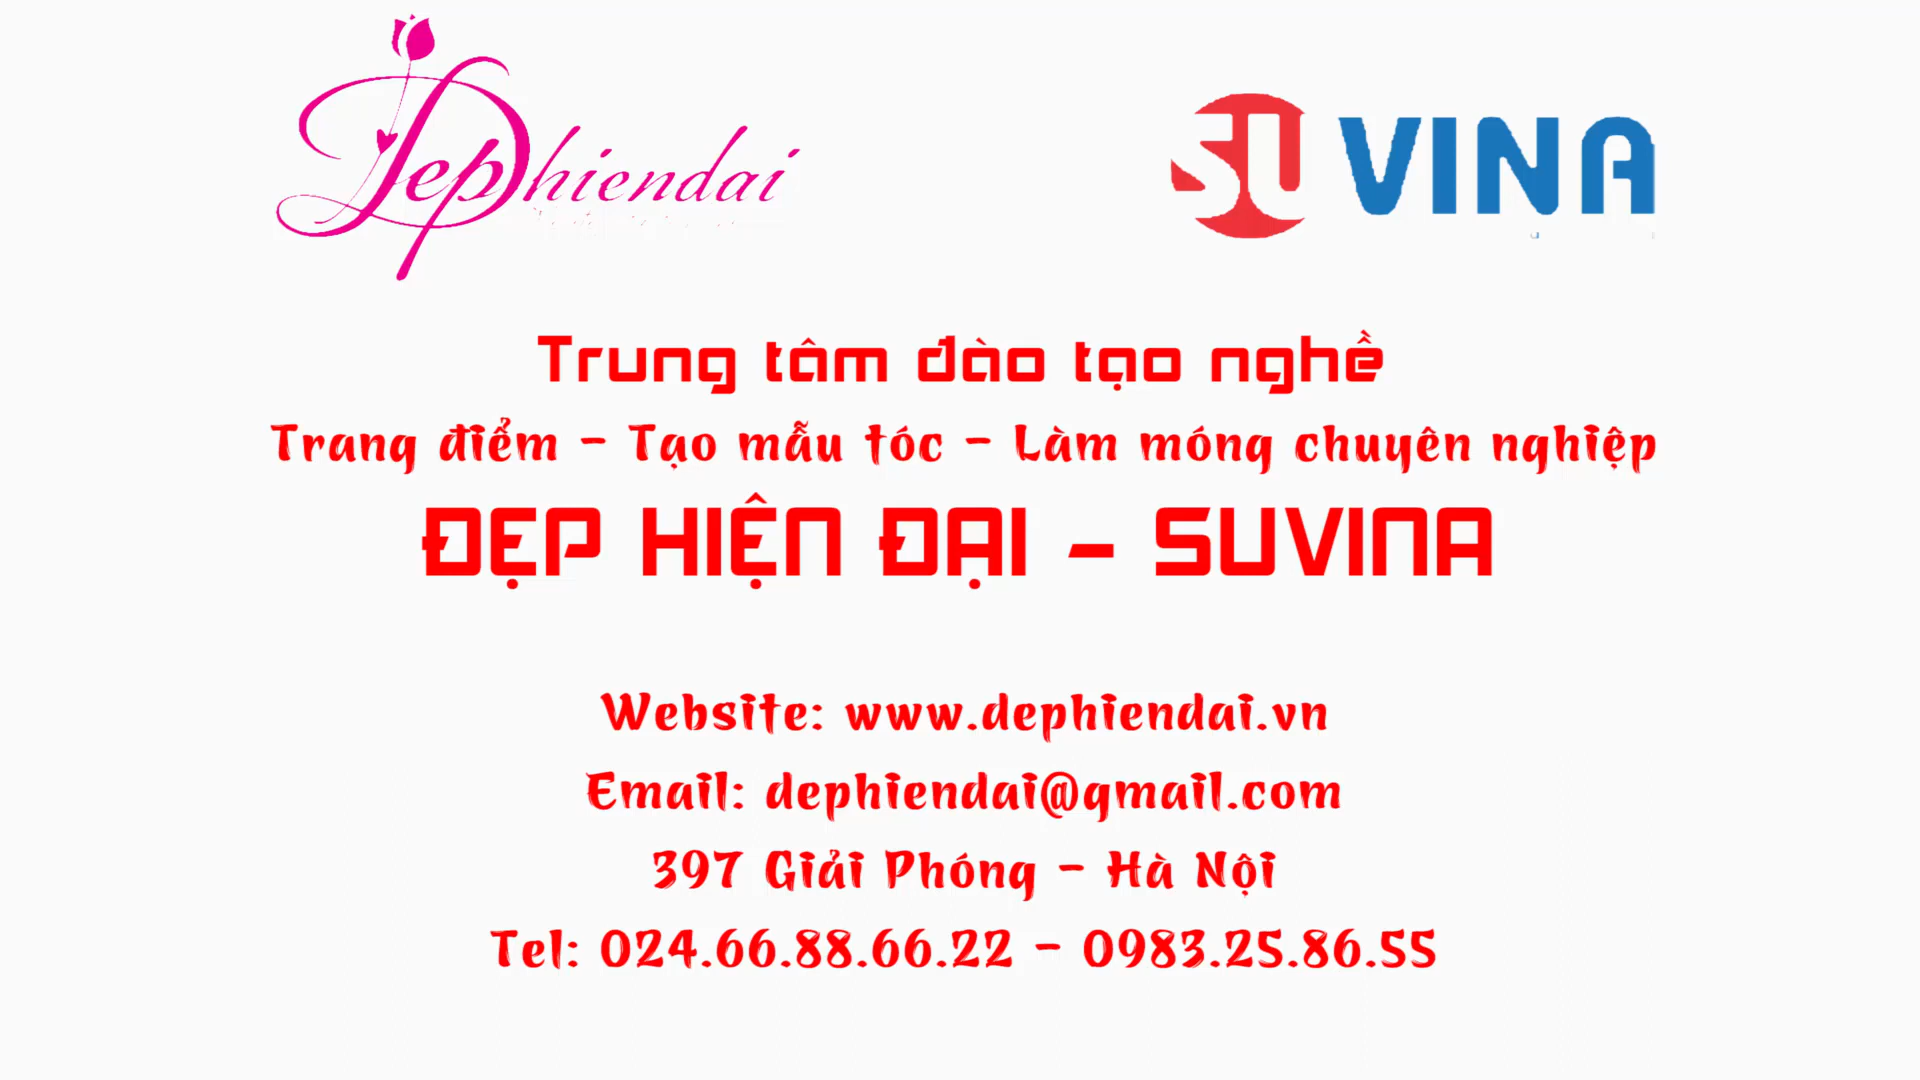 Dephiendai
SU VINA
Trung tâm đào tạo nghề
Trang điểm - Tạo mẫu tóc - Làm móng chuyên nghiệp
ĐẸP HIỆN ĐẠI - SUVINA
Website: www.dephiendai.vn
Email: dephiendai@gmail.com
397 Giải Phóng - Hà Nội
Tel: 024.66.88.66.22 - 0983.25.86.55